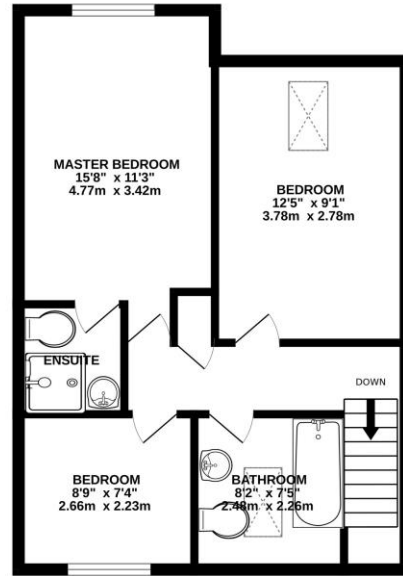 MASTER BEDROOM
15'8" x 11'3"
4.77m x 3.42m
BEDROOM
12'5" x 9'1"
3.78m x 2.78m
ENSUITE
DOWN
BEDROOM
8'9" x 7'4"
2.66m x 2.23m
BATHROOM
8'2" x 7'5"
2.48m x 2.26m